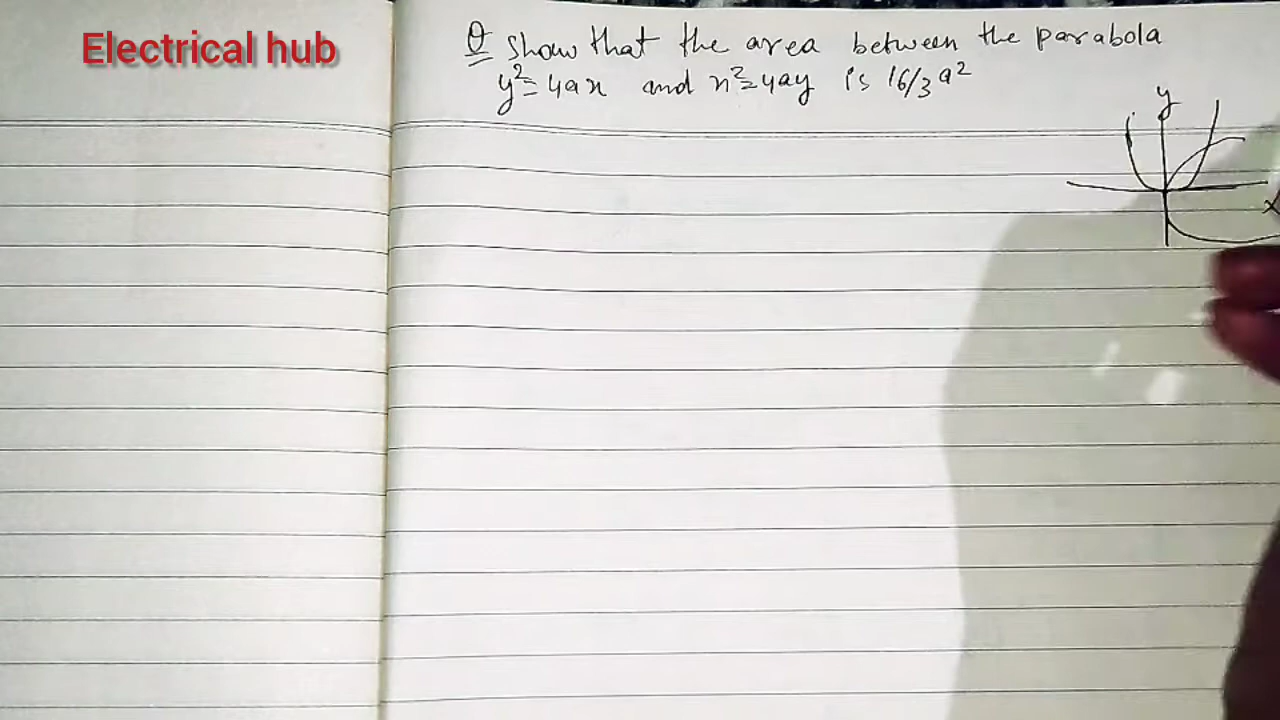 Electrical hub
Q Show that the area between the parabola
y²=4ax and x²=4ay is 16/3 a²
y
x